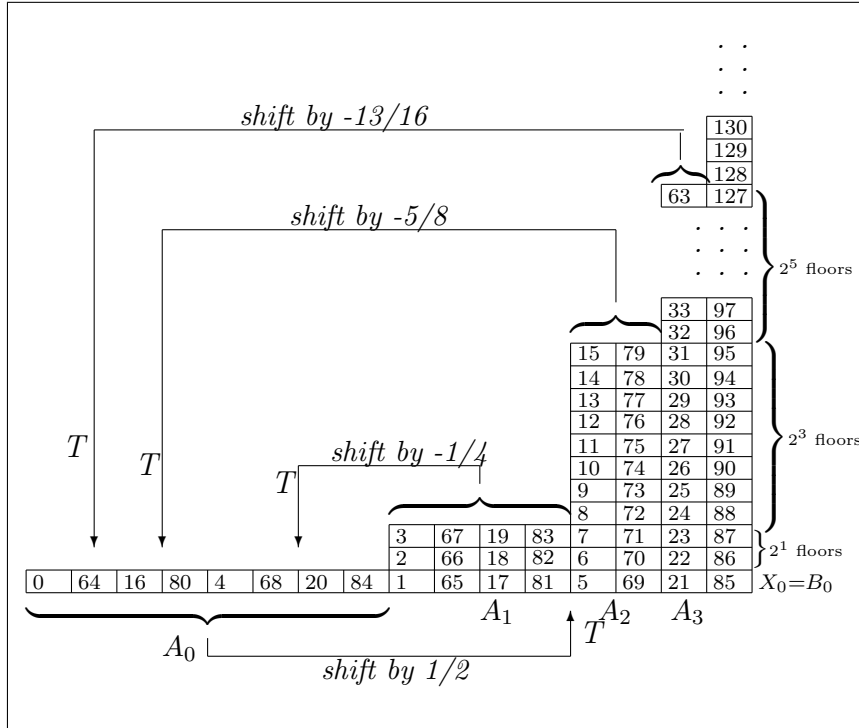 . .
. .
. .
shift by -13/16
130
129
128
63 127
shift by -5/8
. . .
. . .
. . .
2^5 floors
33 97
32 96
15 79 31 95
14 78 30 94
13 77 29 93
12 76 28 92
T T 11 75 27 91 2^3 floors
shift by -1/4
10 74 26 90
T 9 73 25 89
8 72 24 88
3 67 19 83 7 71 23 87
2 66 18 82 6 70 22 86 2^1 floors
0 64 16 80 4 68 20 84 1 65 17 81 5 69 21 85 X_0=B_0
A_1 A_2 A_3
T
A_0
shift by 1/2